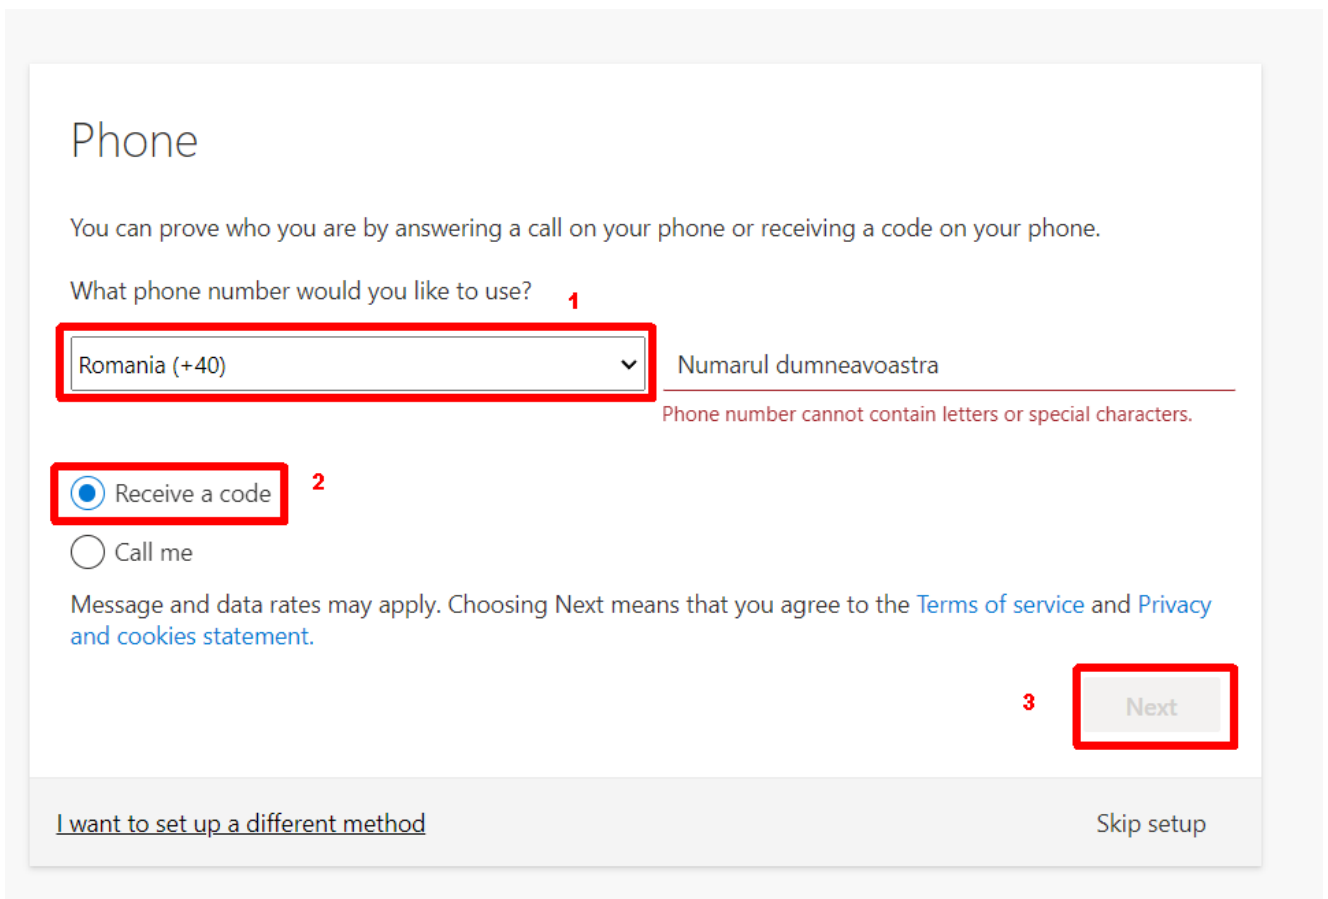 Phone
You can prove who you are by answering a call on your phone or receiving a code on your phone.
What phone number would you like to use?
1
Romania (+40)
Numarul dumneavoastra
Phone number cannot contain letters or special characters.
Receive a code
2
Call me
Message and data rates may apply. Choosing Next means that you agree to the Terms of service and Privacy
and cookies statement.
3
Next
I want to set up a different method
Skip setup